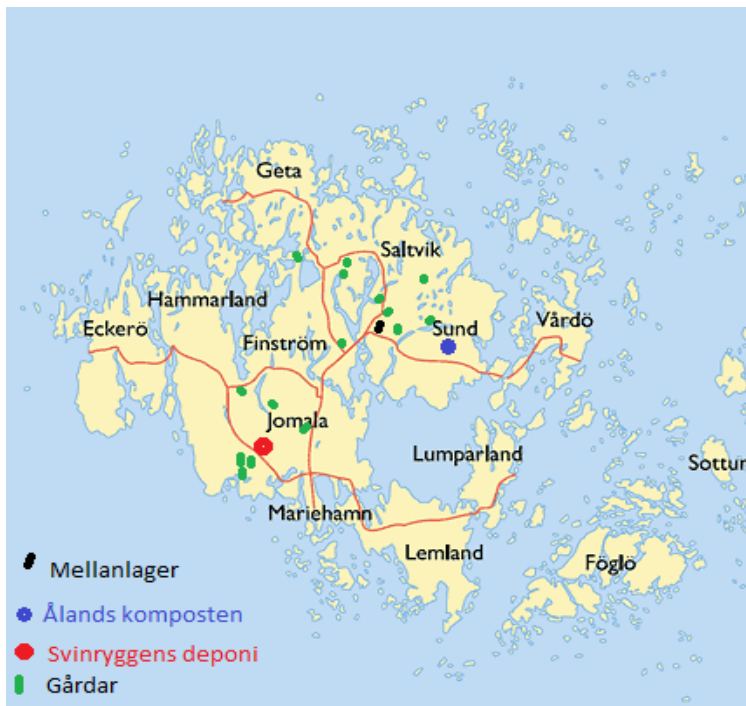 Geta
Saltvik
Hammarland
Eckerö
Finström
Sund
Vårdö
Jomala
Lumparland
Sottun
Mariehamn
Lemland
Föglö
Mellanlager
Ålands komposten
Svinryggens deponi
Gårdar